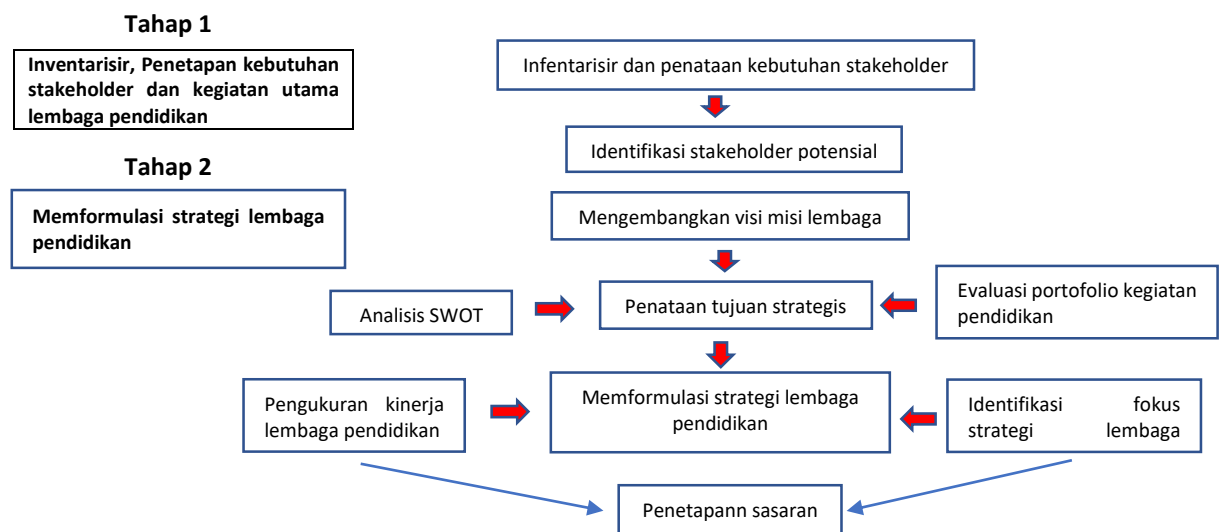 Tahap 1
Inventarisir, Penetapan kebutuhan
stakeholder dan kegiatan utama
lembaga pendidikan
Infentarisir dan penataan kebutuhan stakeholder
Identifikasi stakeholder potensial
Tahap 2
Memformulasi strategi lembaga
pendidikan
Mengembangkan visi misi lembaga
Analisis SWOT
Penataan tujuan strategis
Evaluasi portofolio kegiatan
pendidikan
Pengukuran kinerja
lembaga pendidikan
Memformulasi strategi lembaga
pendidikan
Identifikasi fokus
strategi lembaga
Penetapann sasaran